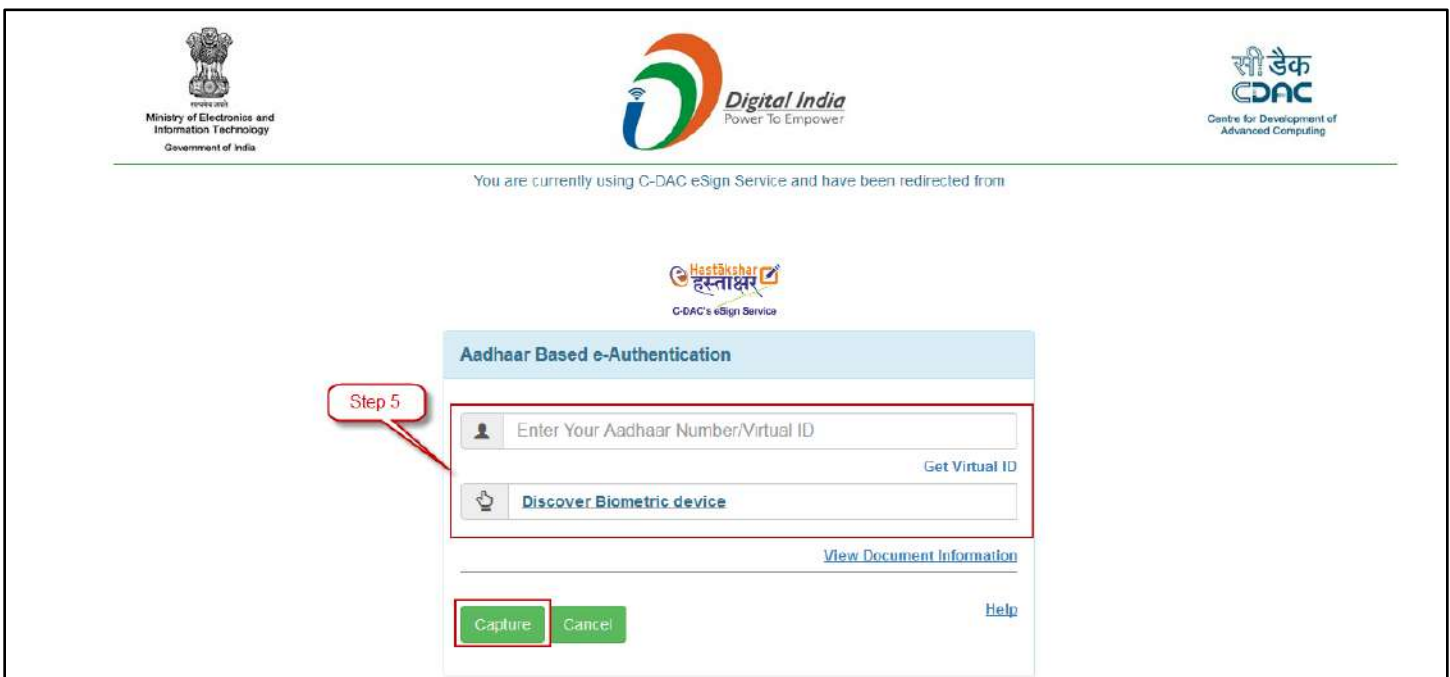 सत्यमेव जयते
Ministry of Electronics and
Information Technology
Government of India
Digital India
Power To Empower
सी डैक
CDAC
Centre for Development of
Advanced Computing
You are currently using C-DAC eSign Service and have been redirected from
e Hastākshar
हस्ताक्षर
C-DAC's eSign Service
Aadhaar Based e-Authentication
Step 5
Enter Your Aadhaar Number/Virtual ID
Get Virtual ID
Discover Biometric device
View Document Information
Capture
Cancel
Help